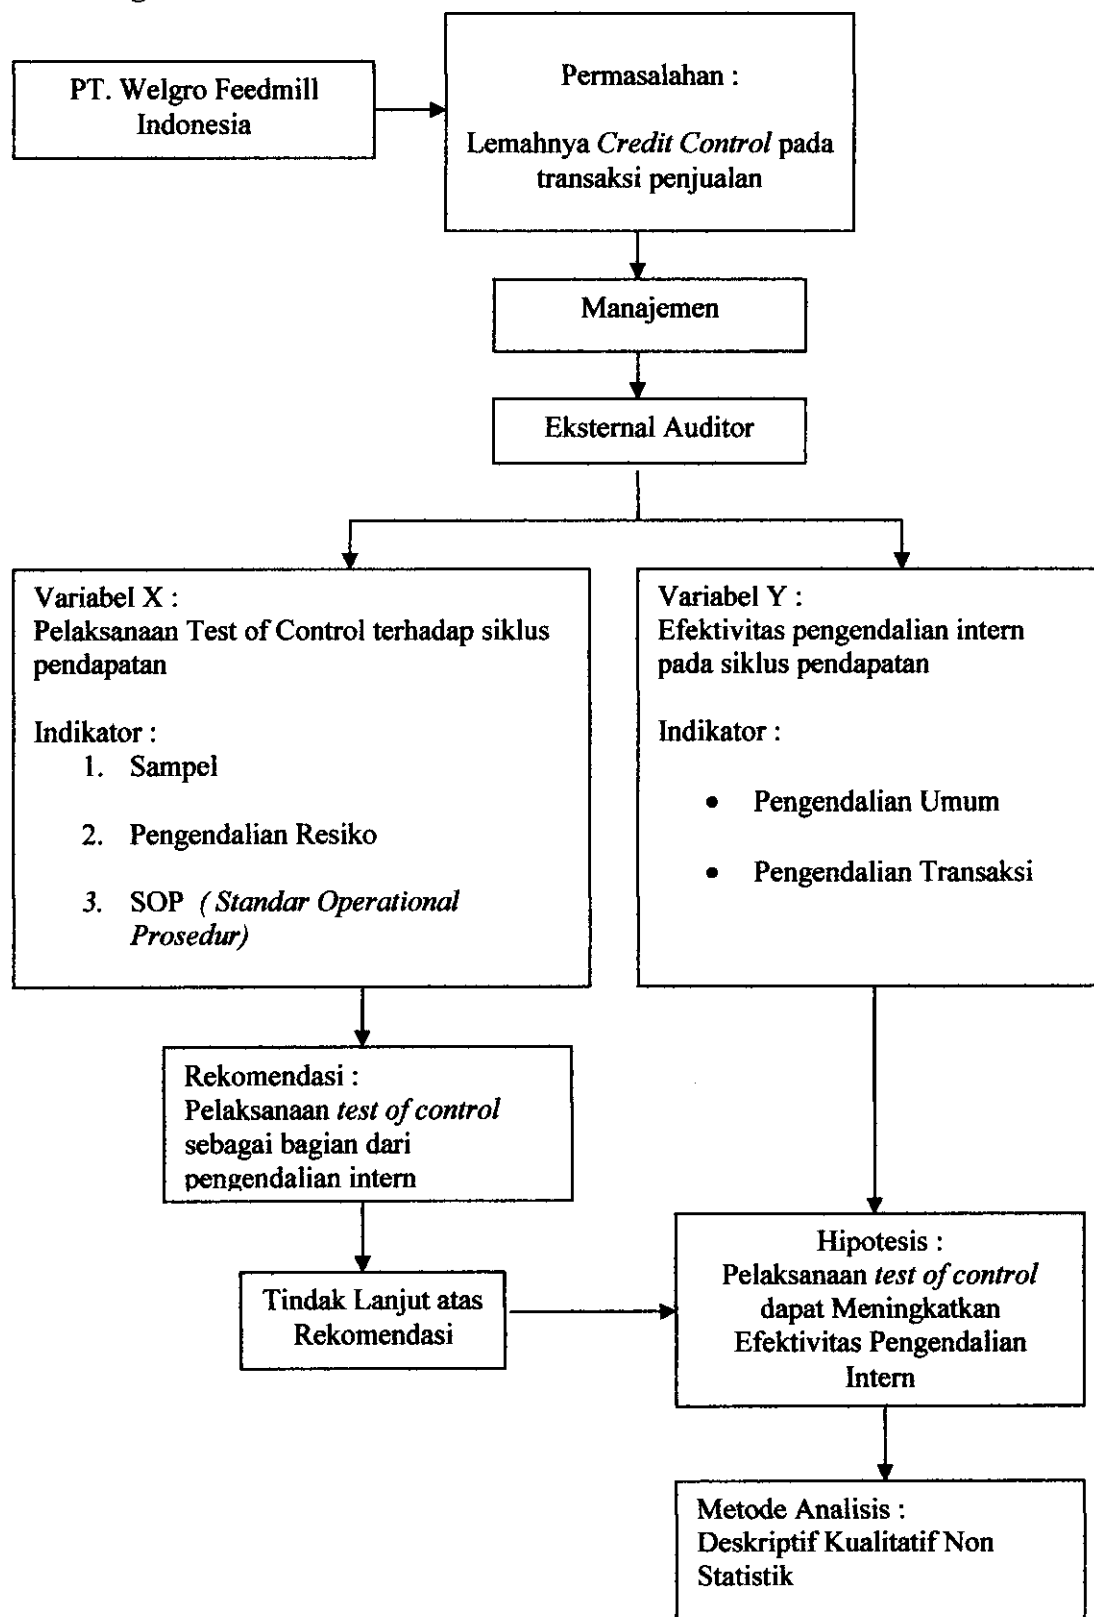 PT. Welgro Feedmill
Indonesia
Permasalahan :
Lemahnya Credit Control pada
transaksi penjualan
Manajemen
Eksternal Auditor
Variabel X :
Pelaksanaan Test of Control terhadap siklus
pendapatan
Indikator :
1. Sampel
2. Pengendalian Resiko
3. SOP ( Standar Operational
Prosedur)
Variabel Y :
Efektivitas pengendalian intern
pada siklus pendapatan
Indikator :
• Pengendalian Umum
• Pengendalian Transaksi
Rekomendasi :
Pelaksanaan test of control
sebagai bagian dari
pengendalian intern
Tindak Lanjut atas
Rekomendasi
Hipotesis :
Pelaksanaan test of control
dapat Meningkatkan
Efektivitas Pengendalian
Intern
Metode Analisis :
Deskriptif Kualitatif Non
Statistik